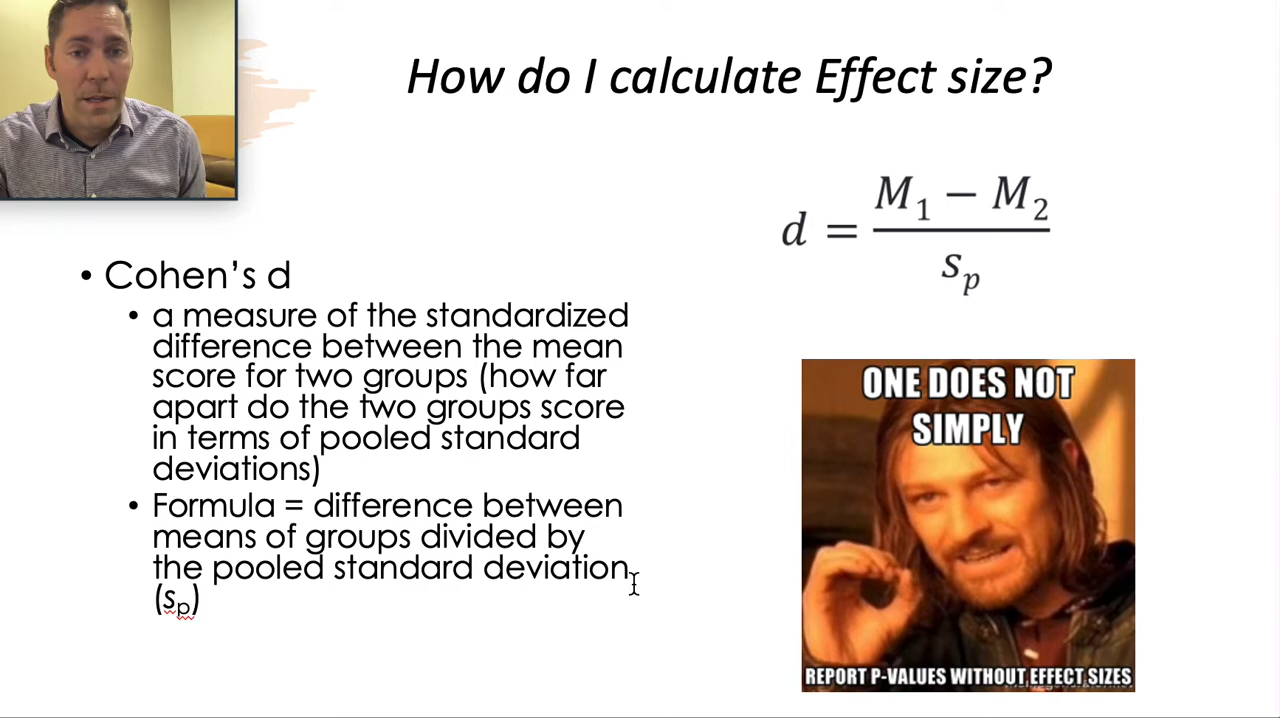 How do I calculate Effect size?
d = M₁ − M₂ / sₚ
• Cohen’s d
• a measure of the standardized
difference between the mean
score for two groups (how far
apart do the two groups score
in terms of pooled standard
deviations)
• Formula = difference between
means of groups divided by
the pooled standard deviation
(sₚ)
ONE DOES NOT
SIMPLY
REPORT P-VALUES WITHOUT EFFECT SIZES